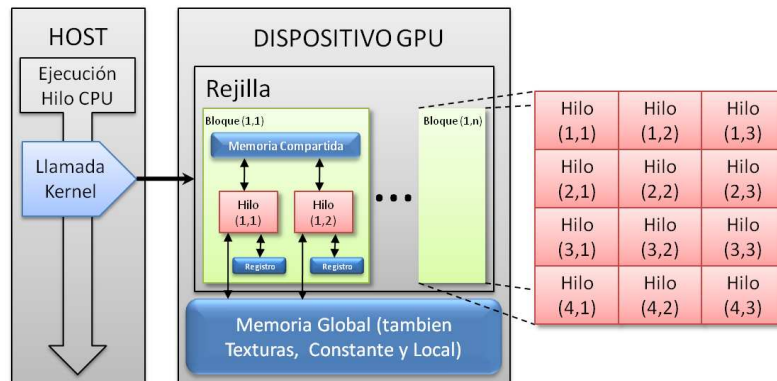 HOST
Ejecución
Hilo CPU
Llamada
Kernel
DISPOSITIVO GPU
Rejilla
Bloque (1,1)
Memoria Compartida
Hilo
(1,1)
Hilo
(1,2)
Registro
Registro
...
Bloque (1,n)
Memoria Global (tambien
Texturas, Constante y Local)
Hilo
(1,1)
Hilo
(1,2)
Hilo
(1,3)
Hilo
(2,1)
Hilo
(2,2)
Hilo
(2,3)
Hilo
(3,1)
Hilo
(3,2)
Hilo
(3,3)
Hilo
(4,1)
Hilo
(4,2)
Hilo
(4,3)